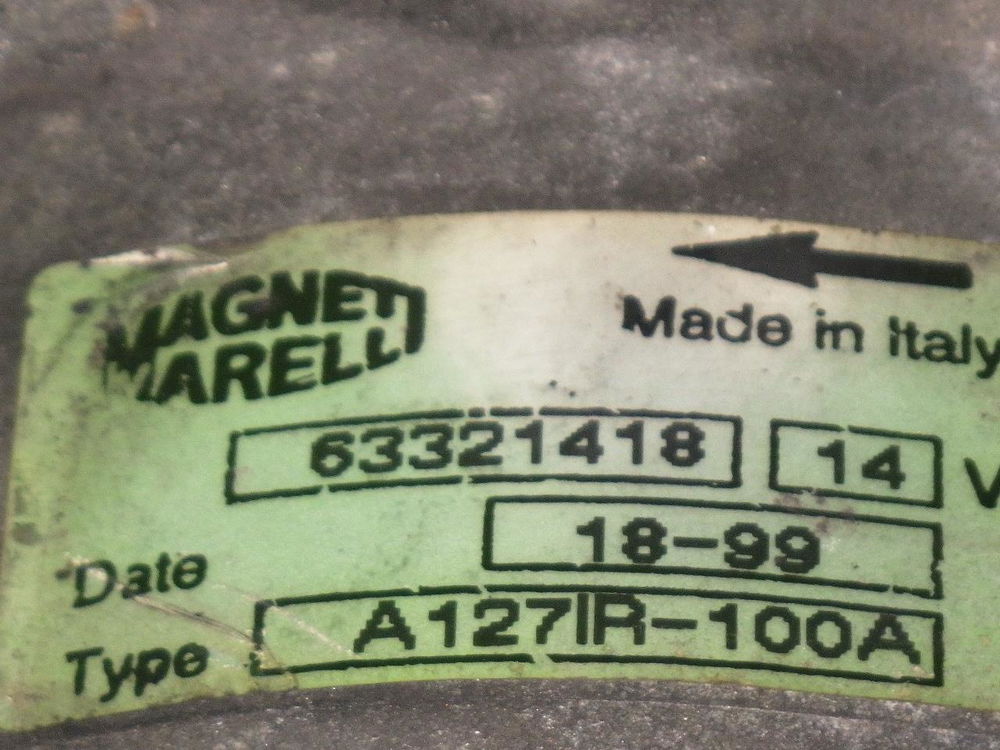 MAGNETI
MARELLI
Made in Italy
63321418 14 V
18-99
Date
A127IR-100A
Type